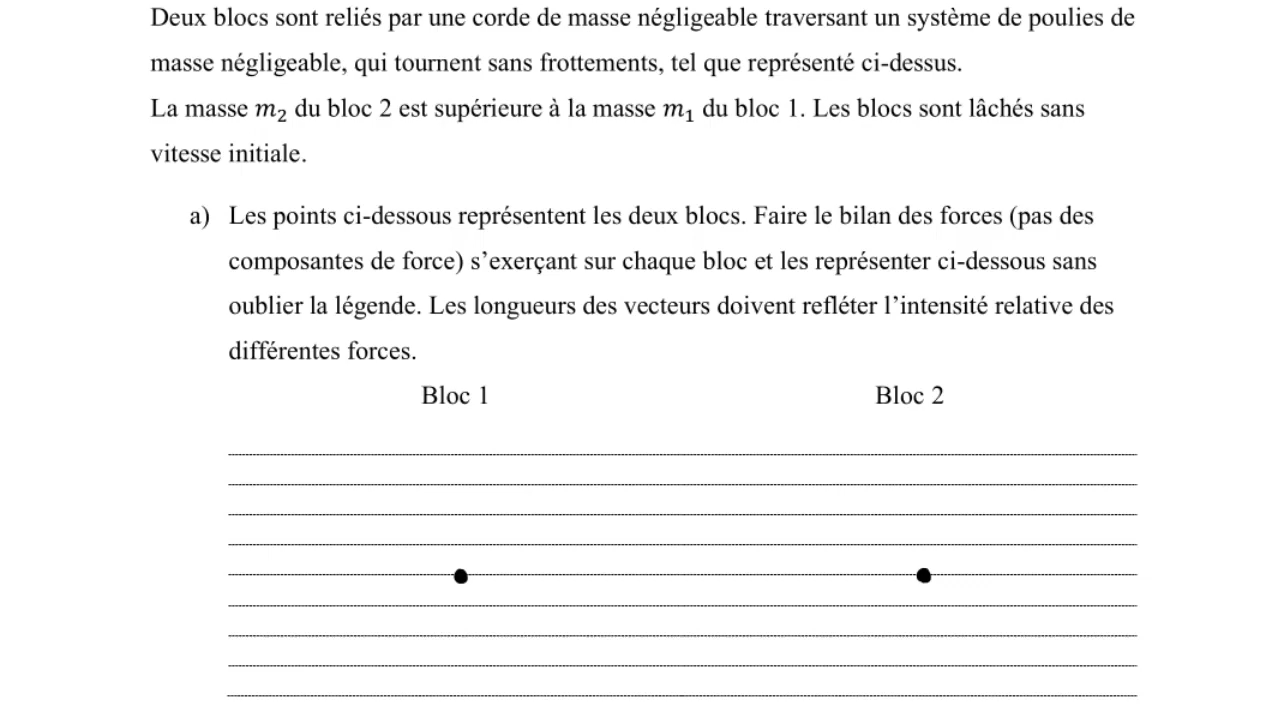 Deux blocs sont reliés par une corde de masse négligeable traversant un système de poulies de
masse négligeable, qui tournent sans frottements, tel que représenté ci-dessus.
La masse m₂ du bloc 2 est supérieure à la masse m₁ du bloc 1. Les blocs sont lâchés sans
vitesse initiale.
a) Les points ci-dessous représentent les deux blocs. Faire le bilan des forces (pas des
composantes de force) s’exerçant sur chaque bloc et les représenter ci-dessous sans
oublier la légende. Les longueurs des vecteurs doivent refléter l’intensité relative des
différentes forces.
Bloc 1 Bloc 2